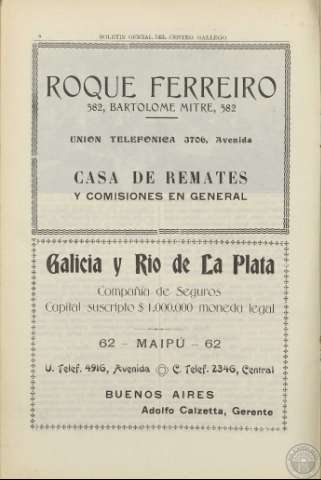 BOLETIN OFICIAL DEL CENTRO GALLEGO
ROQUE FERREIRO
582, BARTOLOME MITRE, 582
UNION TELEFONICA 3706, Avenida
CASA DE REMATES
Y COMISIONES EN GENERAL
Galicia y Rio de La Plata
Compañia de Seguros
Capital suscripto $ 1.000.000 moneda legal
62 - MAIPÚ - 62
U. Telef. 4916, Avenida C. Telef. 2346, Central
BUENOS AIRES
Adolfo Calzetta, Gerente